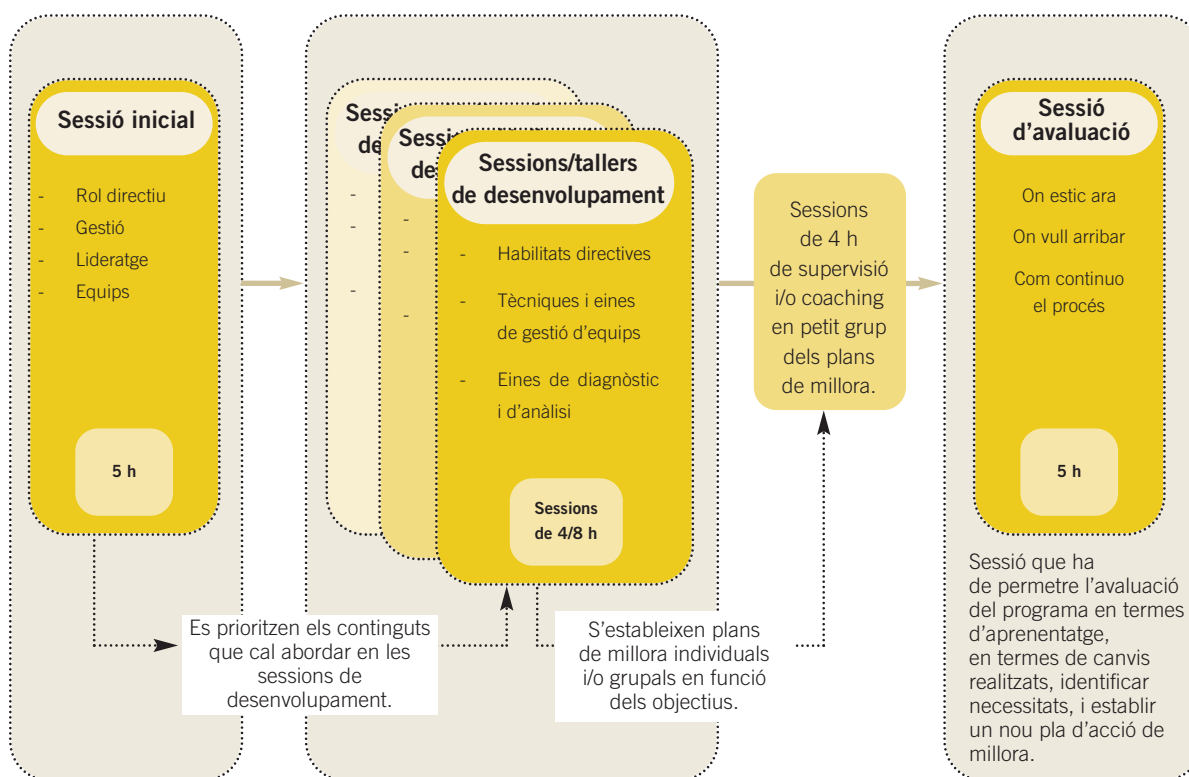 Sessió inicial
- Rol directiu
- Gestió
- Lideratge
- Equips
5 h
Es prioritzen els continguts
que cal abordar en les
sessions de
desenvolupament.
Sessions/tallers
de desenvolupament
- Habilitats directives
- Tècniques i eines
de gestió d'equips
- Eines de diagnòstic
i d'anàlisi
Sessions
de 4/8 h
S'estableixen plans
de millora individuals
i/o grupals en funció
dels objectius.
Sessions
de 4 h
de supervisió
i/o coaching
en petit grup
dels plans
de millora.
Sessió
d'avaluació
On estic ara
On vull arribar
Com continuo
el procés
5 h
Sessió que ha
de permetre l'avaluació
del programa en termes
d'aprenentatge,
en termes de canvis
realitzats, identificar
necessitats, i establir
un nou pla d'acció de
millora.